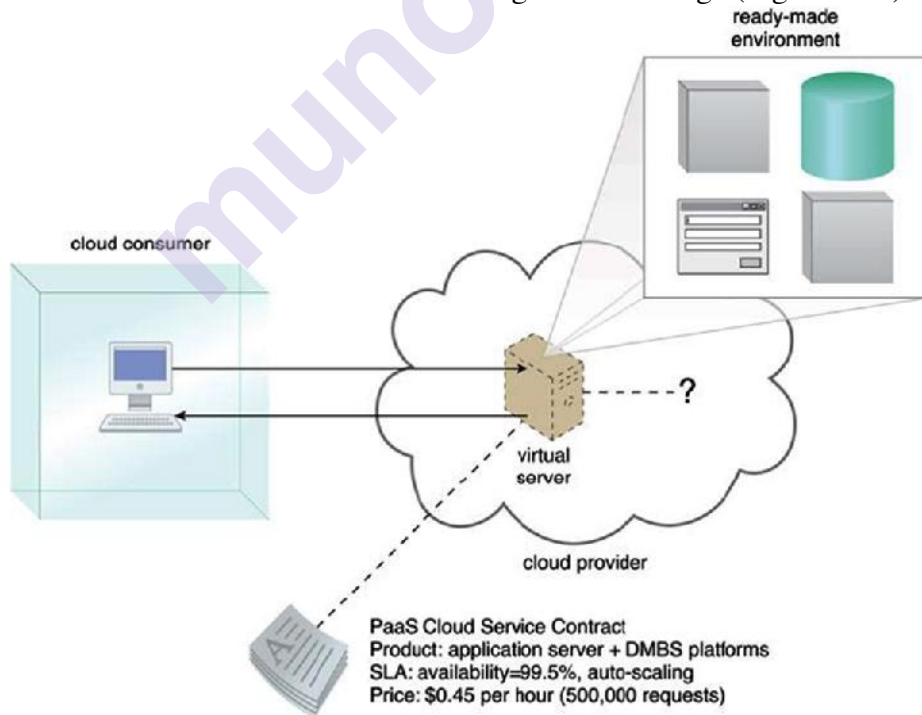 ready-made
environment
cloud consumer
?
virtual
server
cloud provider
PaaS Cloud Service Contract
Product: application server + DMBS platforms
SLA: availability=99.5%, auto-scaling
Price: $0.45 per hour (500,000 requests)
A
muno